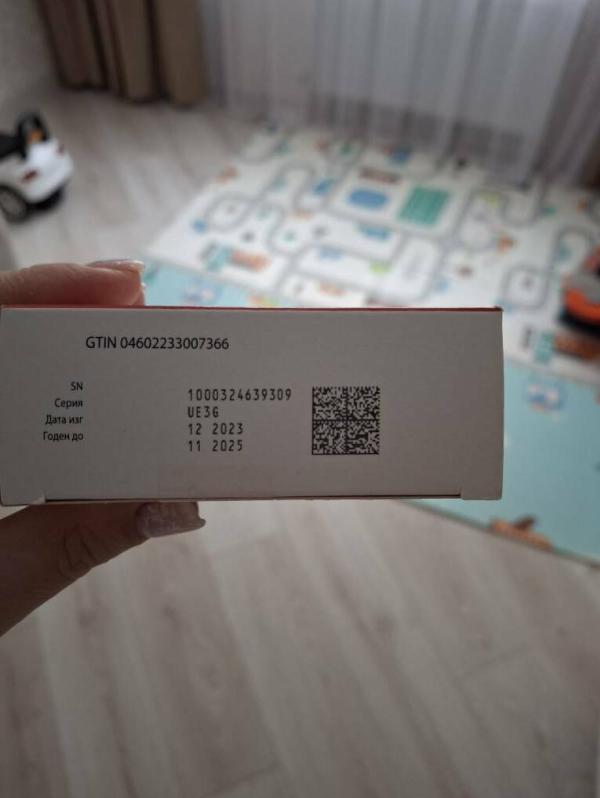 GTIN 04602233007366
SN 1000324639309
Серия UE3G
Дата изг 12 2023
Годен до 11 2025